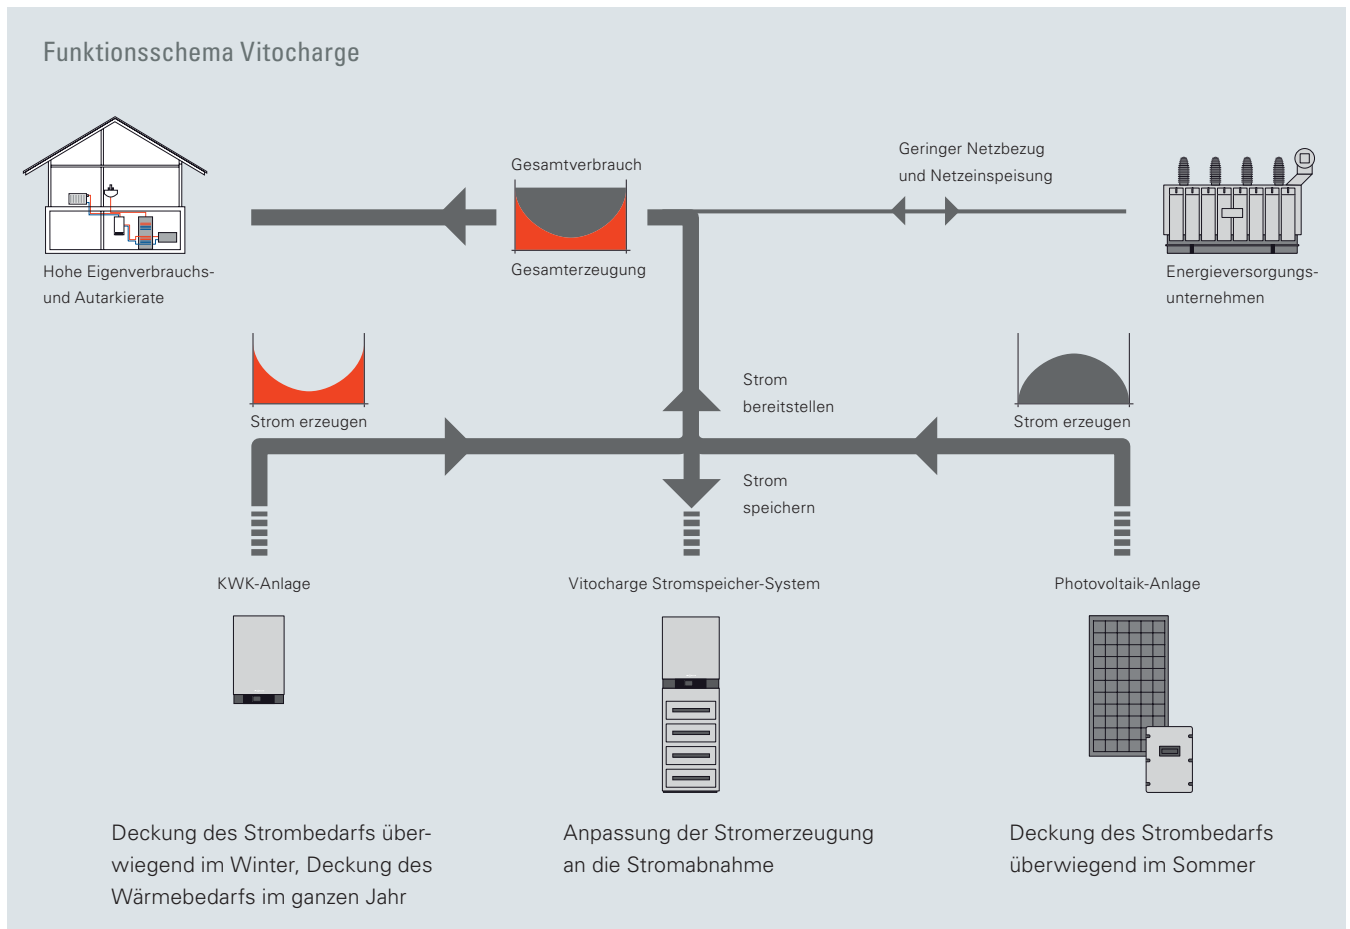 Funktionsschema Vitocharge
Gesamtverbrauch
Geringer Netzbezug
und Netzeinspeisung
Gesamterzeugung
Hohe Eigenverbrauchs-
und Autarkierate
Energieversorgungs-
unternehmen
Strom erzeugen
Strom
bereitstellen
Strom erzeugen
Strom
speichern
KWK-Anlage
Vitocharge Stromspeicher-System
Photovoltaik-Anlage
Deckung des Strombedarfs über-
wiegend im Winter, Deckung des
Wärmebedarfs im ganzen Jahr
Anpassung der Stromerzeugung
an die Stromabnahme
Deckung des Strombedarfs
überwiegend im Sommer